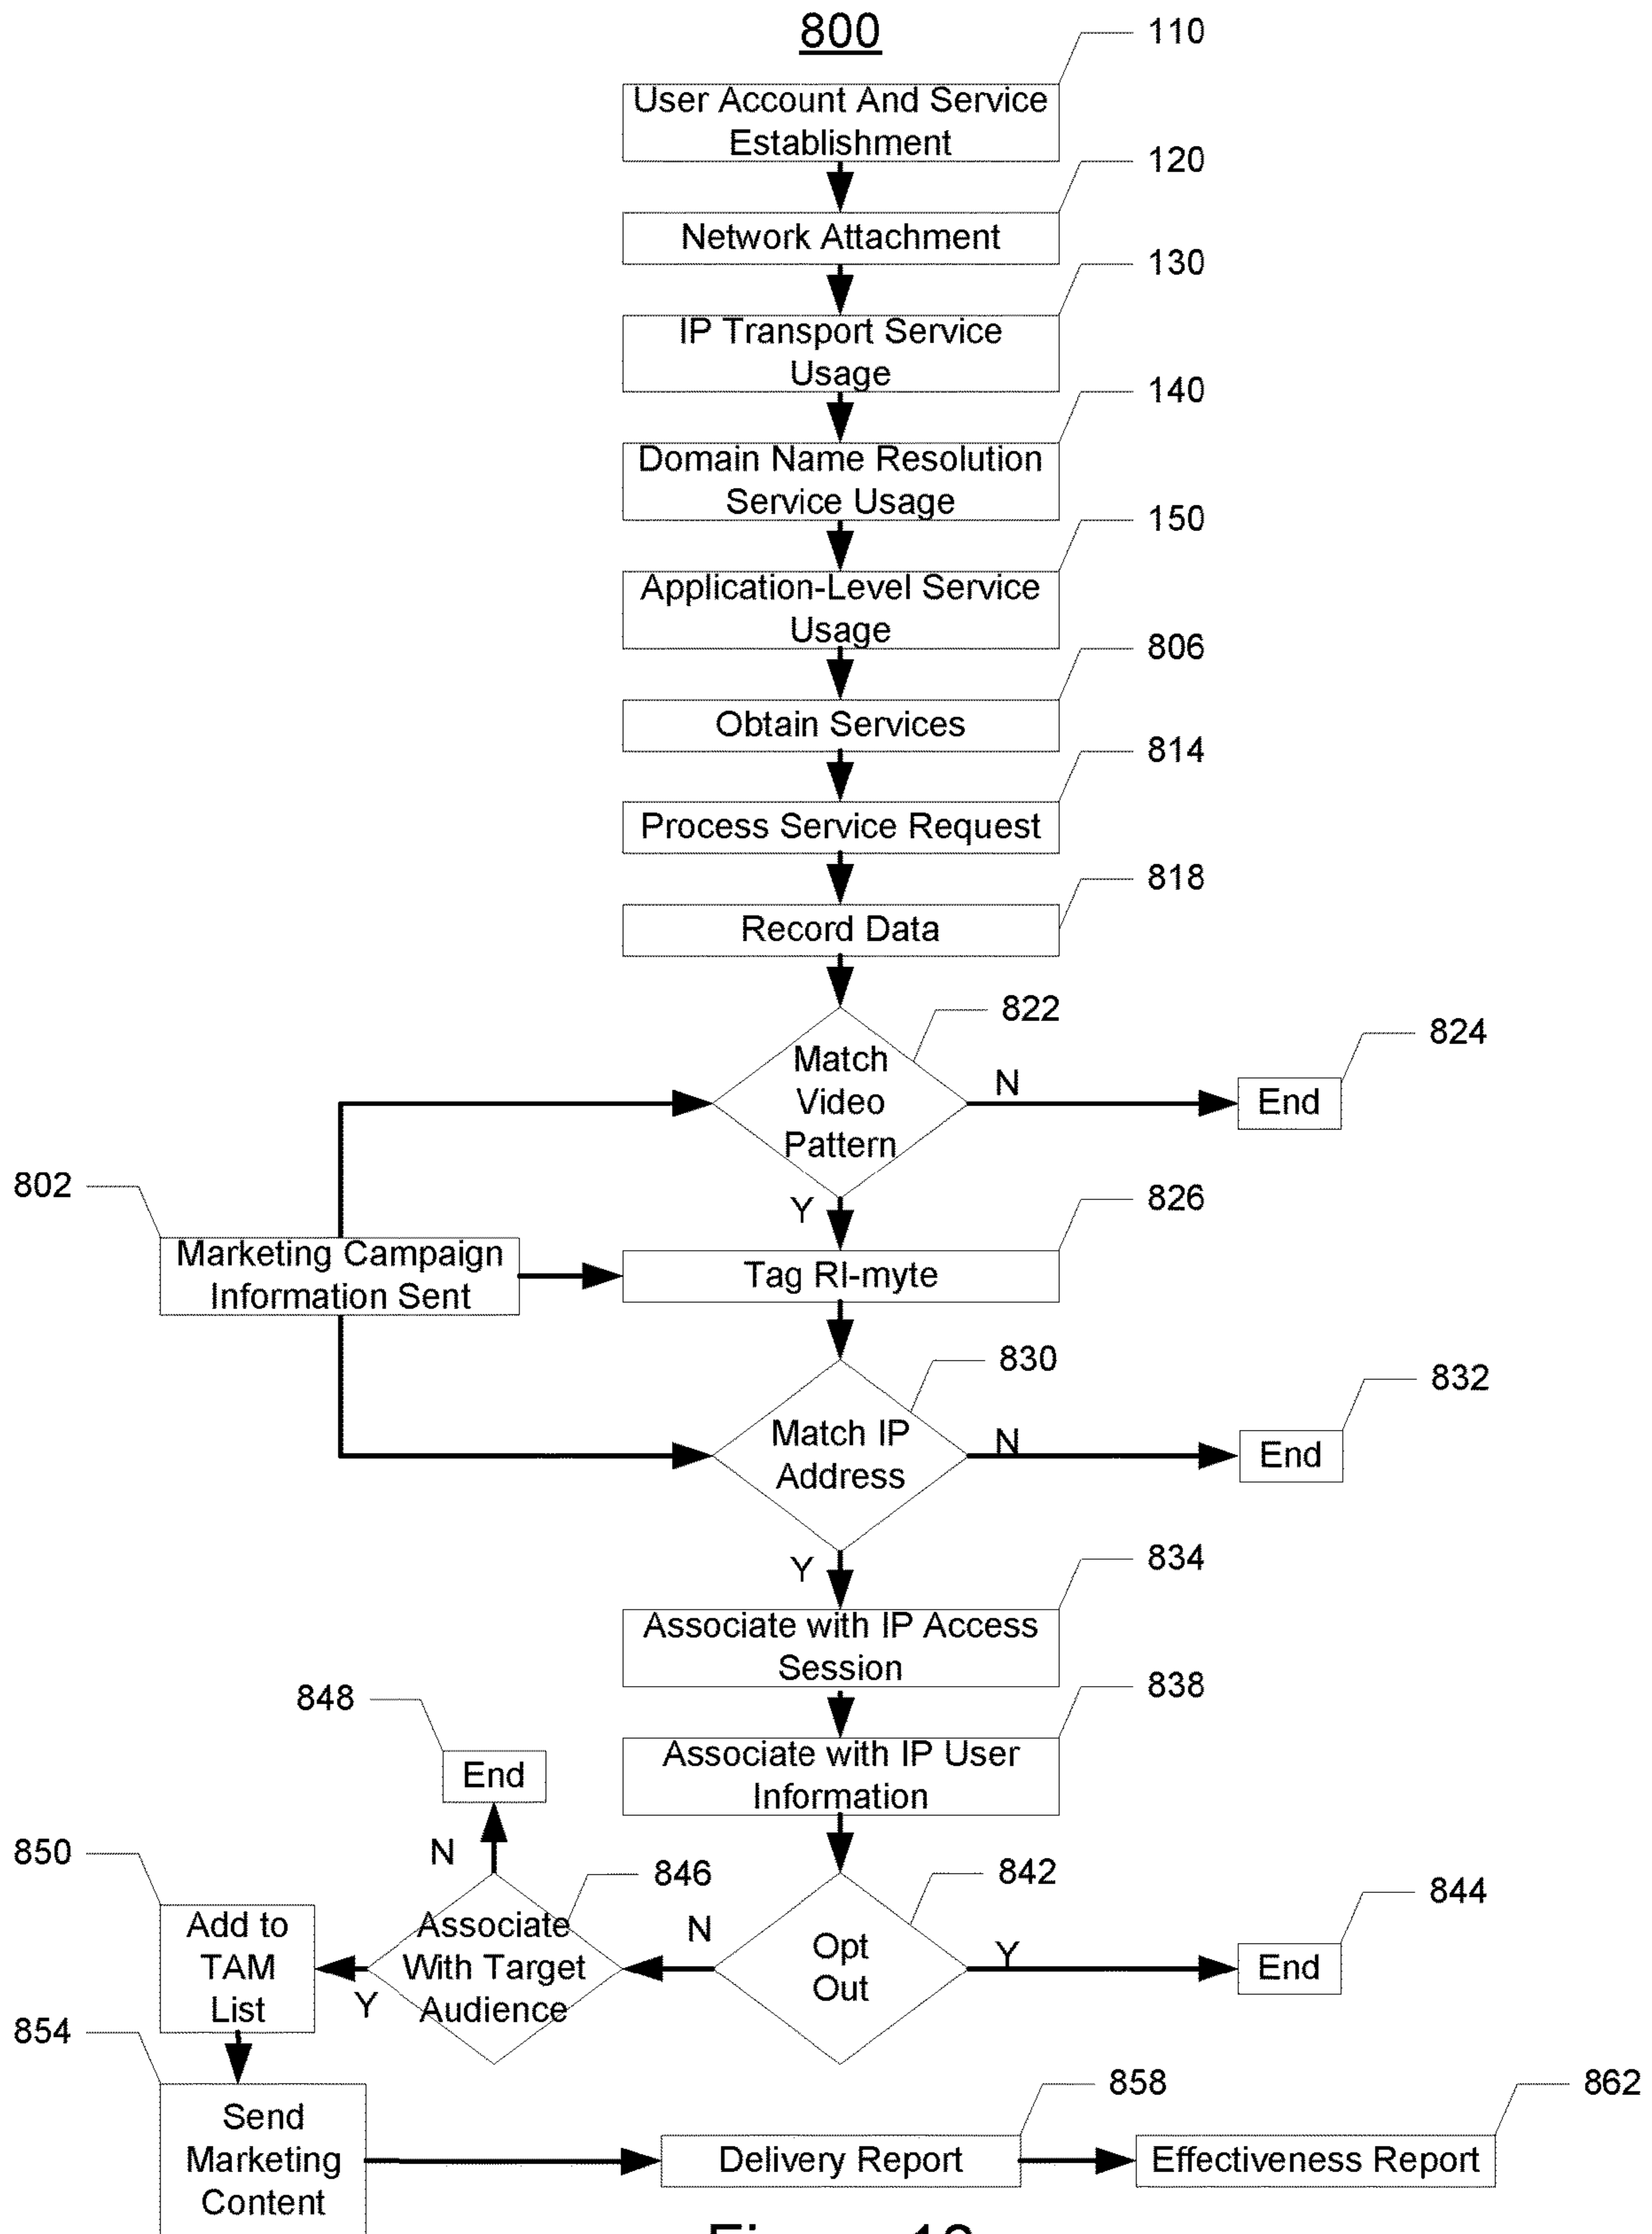 800
110
User Account And Service
Establishment
120
Network Attachment
130
IP Transport Service
Usage
140
Domain Name Resolution
Service Usage
150
Application-Level Service
Usage
806
Obtain Services
814
Process Service Request
818
Record Data
822
Match
Video
Pattern
N
824
End
Y
802
Marketing Campaign
Information Sent
826
Tag RI-myte
830
Match IP
Address
N
832
End
Y
834
Associate with IP Access
Session
838
Associate with IP User
Information
848
End
N
842
Opt
Out
Y
844
End
N
846
Associate
With Target
Audience
Y
850
Add to
TAM
List
854
Send
Marketing
Content
858
Delivery Report
862
Effectiveness Report